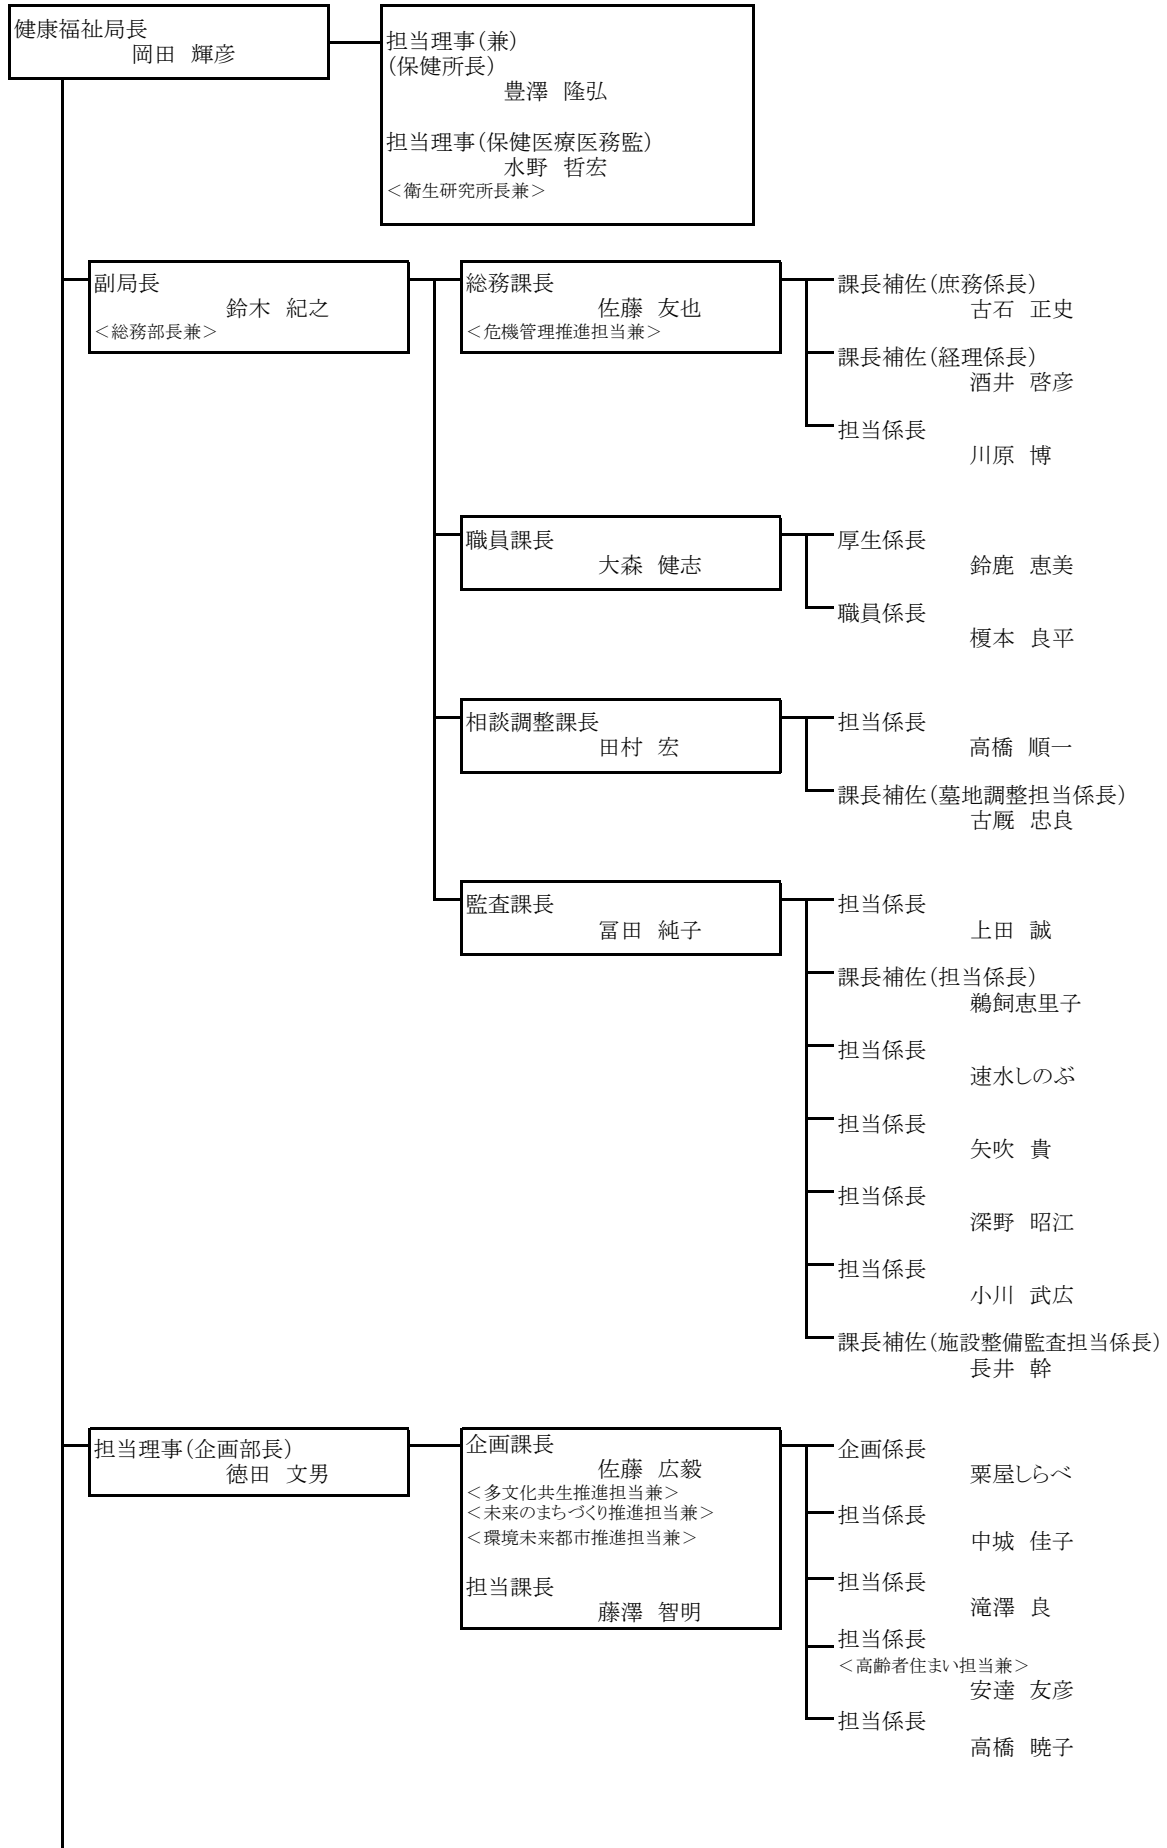 健康福祉局長
岡田 輝彦
担当理事(兼)
(保健所長)
豊澤 隆弘
担当理事(保健医療医務監)
水野 哲宏
＜衛生研究所長兼＞
副局長
鈴木 紀之
＜総務部長兼＞
総務課長
佐藤 友也
＜危機管理推進担当兼＞
課長補佐(庶務係長)
古石 正史
課長補佐(経理係長)
酒井 啓彦
担当係長
川原 博
職員課長
大森 健志
厚生係長
鈴鹿 恵美
職員係長
榎本 良平
相談調整課長
田村 宏
担当係長
高橋 順一
課長補佐(墓地調整担当係長)
古厩 忠良
監査課長
冨田 純子
担当係長
上田 誠
課長補佐(担当係長)
鵜飼恵里子
担当係長
速水しのぶ
担当係長
矢吹 貴
担当係長
深野 昭江
担当係長
小川 武広
課長補佐(施設整備監査担当係長)
長井 幹
担当理事(企画部長)
徳田 文男
企画課長
佐藤 広毅
＜多文化共生推進担当兼＞
＜未来のまちづくり推進担当兼＞
＜環境未来都市推進担当兼＞
担当課長
藤澤 智明
企画係長
粟屋しらべ
担当係長
中城 佳子
担当係長
滝澤 良
担当係長
＜高齢者住まい担当兼＞
安達 友彦
担当係長
高橋 暁子